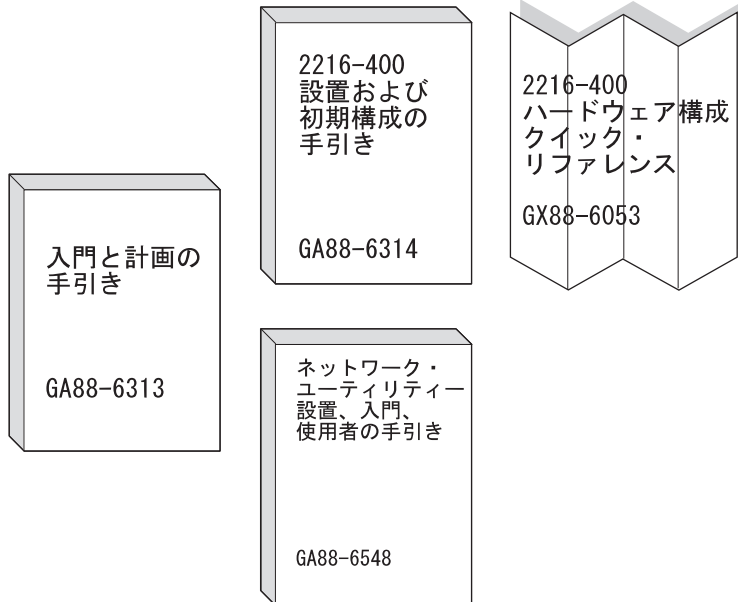 入門と計画の
手引き
GA88-6313
2216-400
設置および
初期構成の
手引き
GA88-6314
2216-400
ハードウェア構成
クイック・
リファレンス
GX88-6053
ネットワーク・
ユーティリティー
設置、入門、
使用者の手引き
GA88-6548